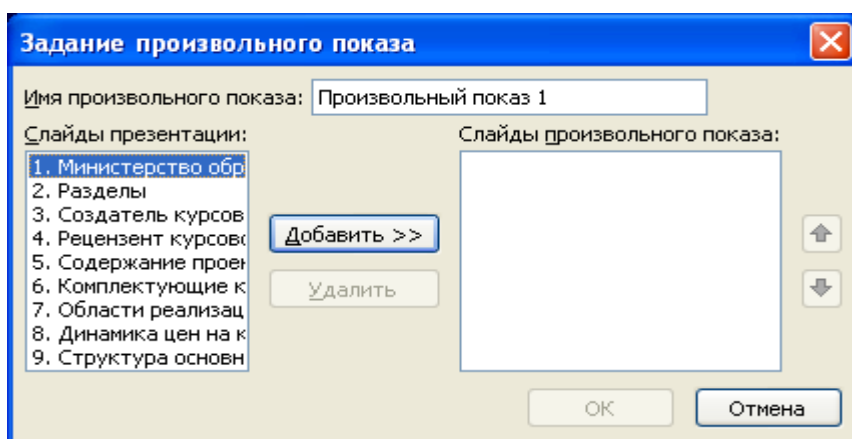 Задание произвольного показа
Имя произвольного показа: Произвольный показ 1
Слайды презентации:
Слайды произвольного показа:
1. Министерство обр
2. Разделы
3. Создатель курсов
4. Рецензент курсово
5. Содержание проек
6. Комплектующие к
7. Области реализац
8. Динамика цен на к
9. Структура основн
Добавить >>
Удалить
ОК
Отмена